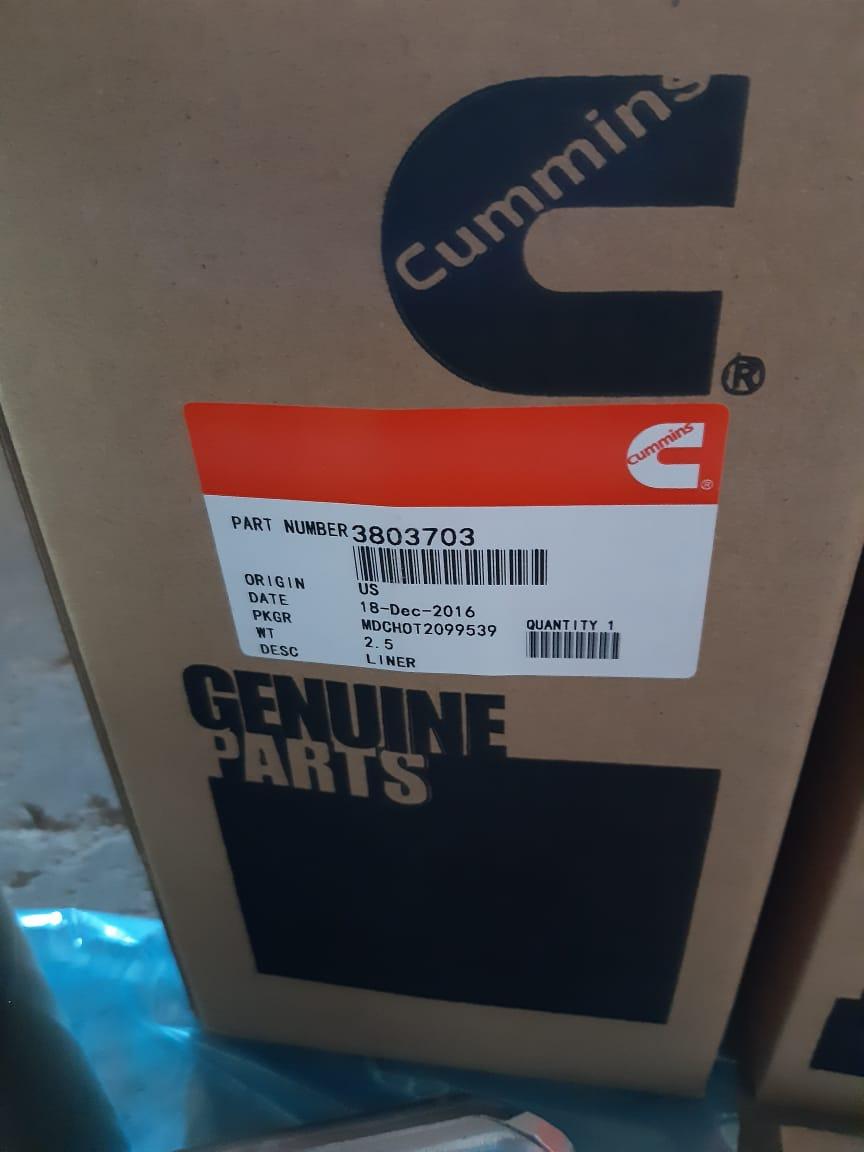 Cummins
®
Cummins
®
PART NUMBER 3803703
ORIGIN US
DATE 18-Dec-2016
PKGR MDCHOT2099539 QUANTITY 1
WT 2.5
DESC LINER
GENUINE
PARTS